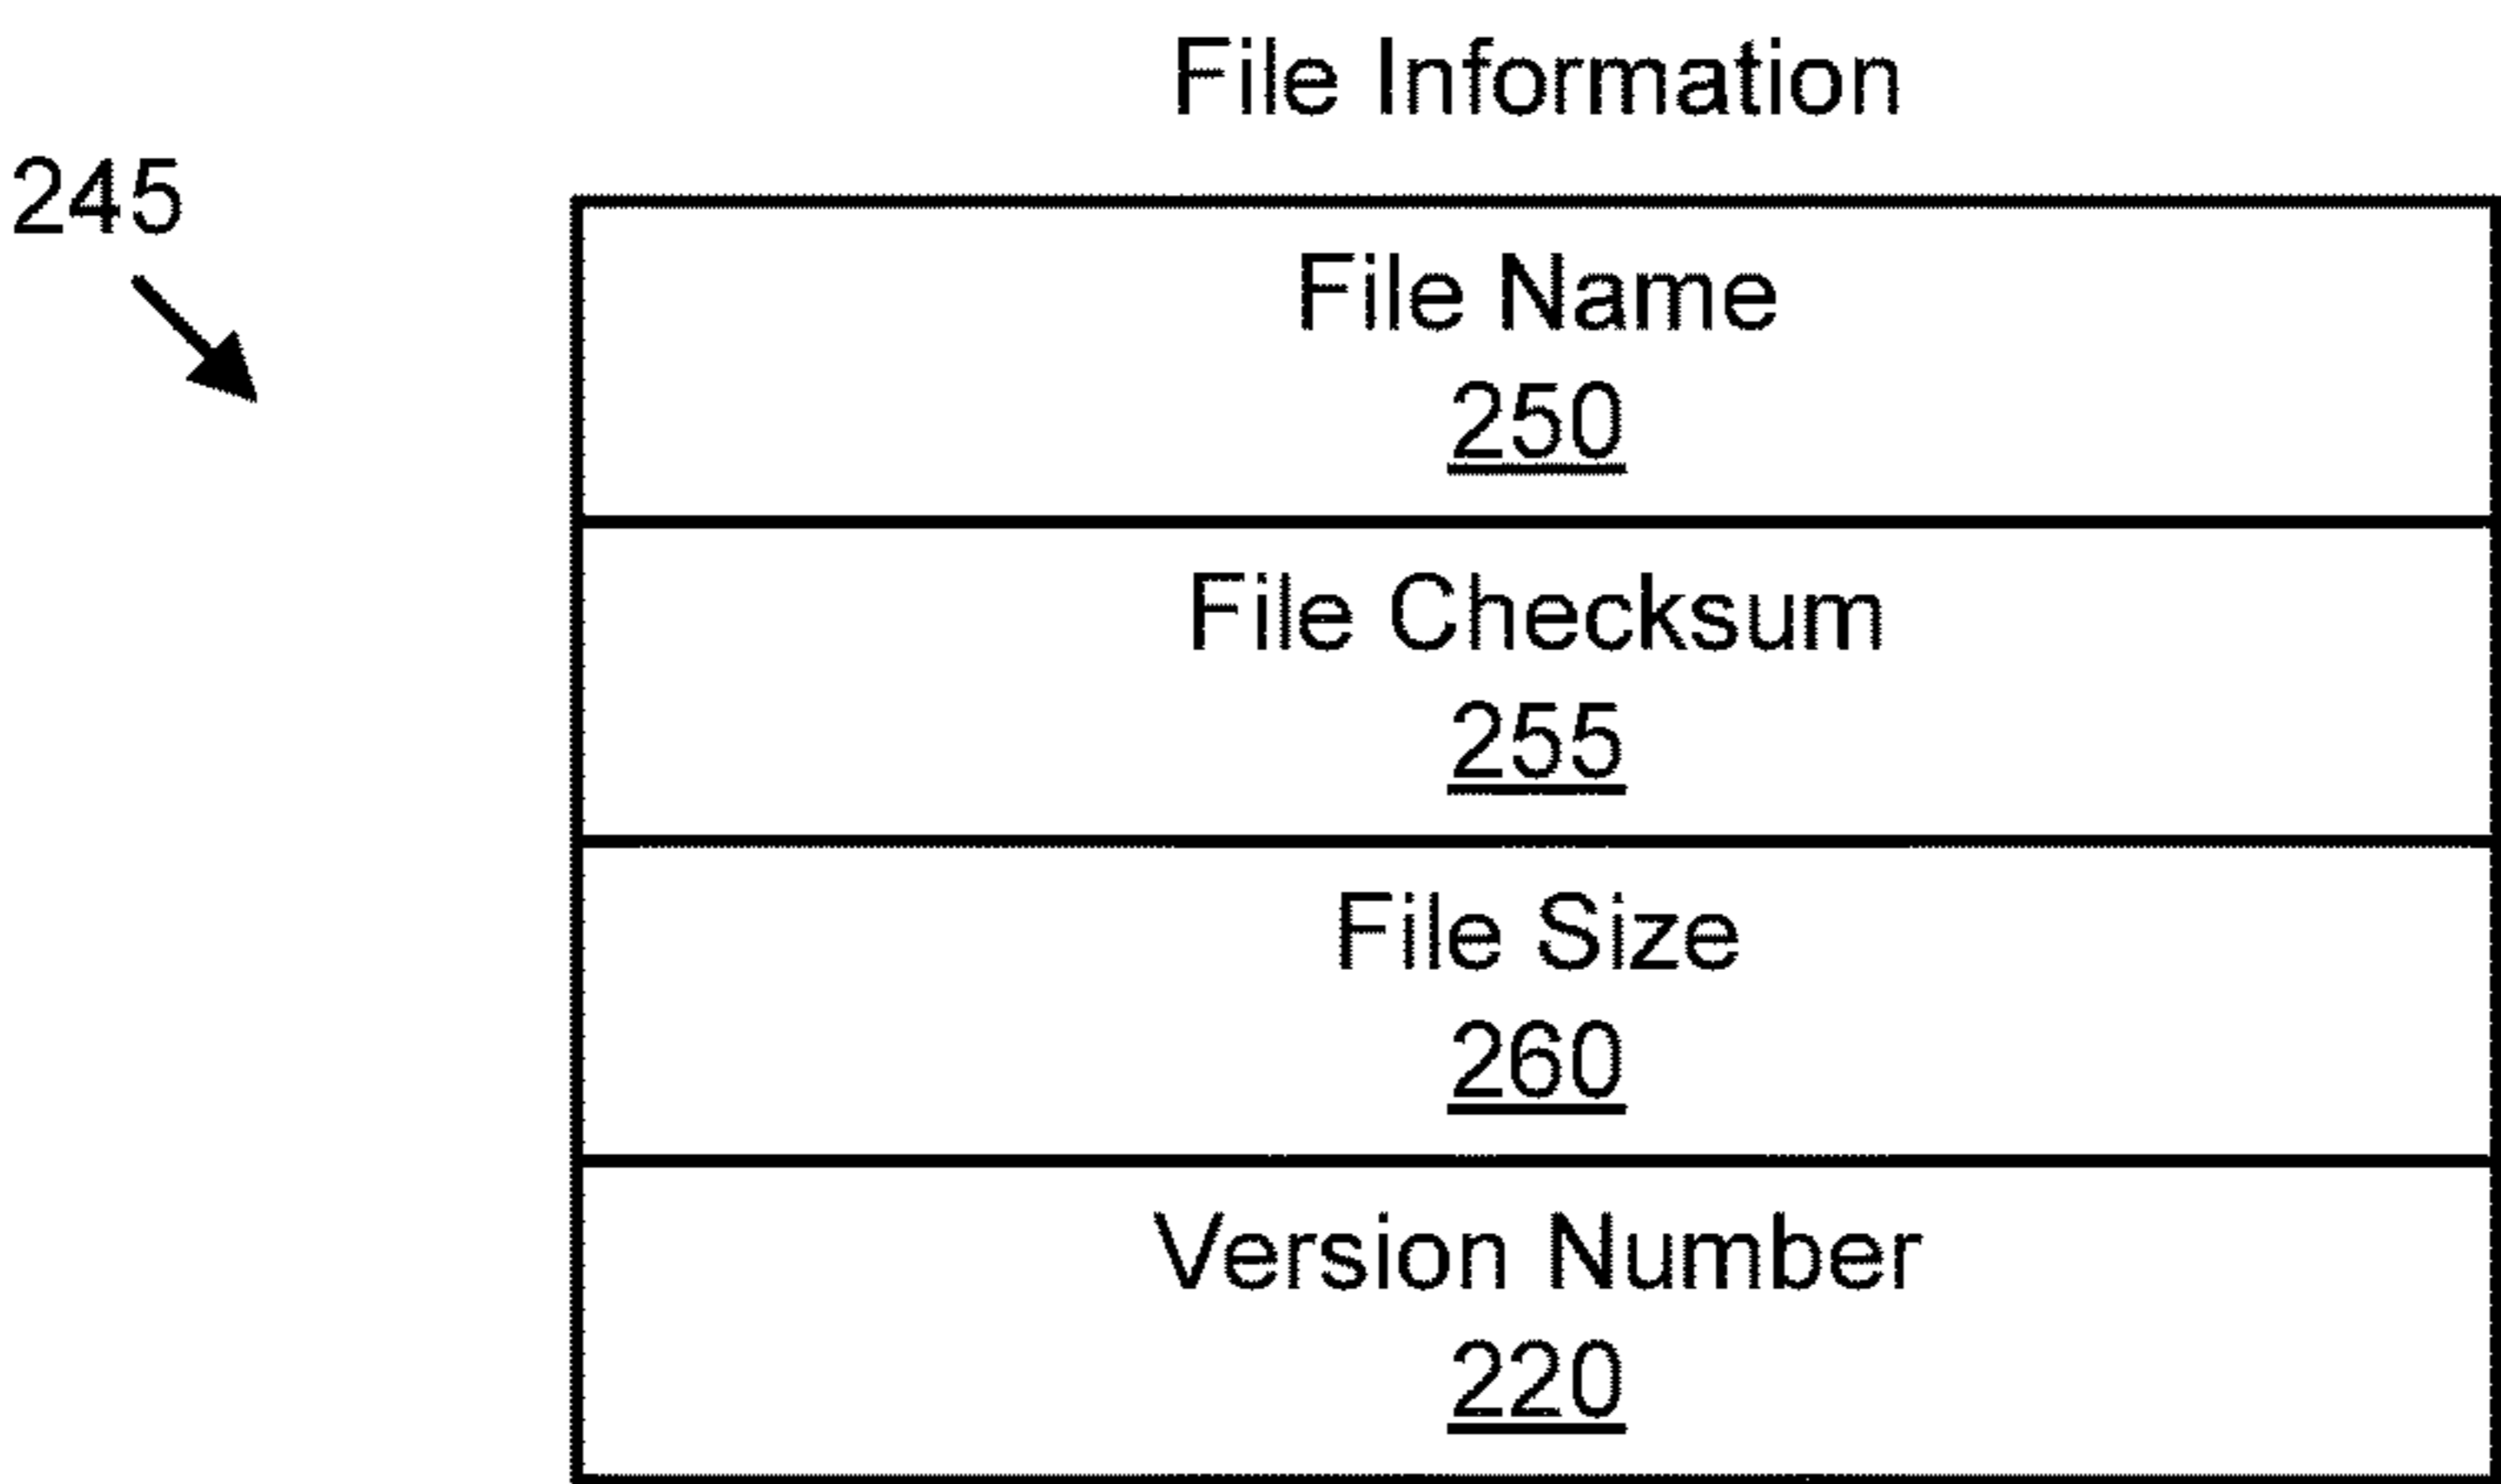 File Information
245
File Name
250
File Checksum
255
File Size
260
Version Number
220